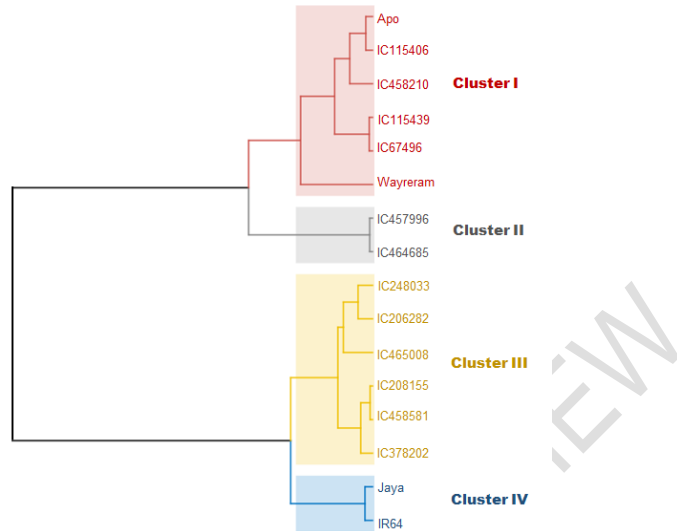 Apo
IC115406
IC458210
Cluster I
IC115439
IC67496
Wayreram
IC457996
Cluster II
IC464685
IC248033
IC206282
IC465008
Cluster III
IC208155
IC458581
IC378202
Jaya
Cluster IV
IR64